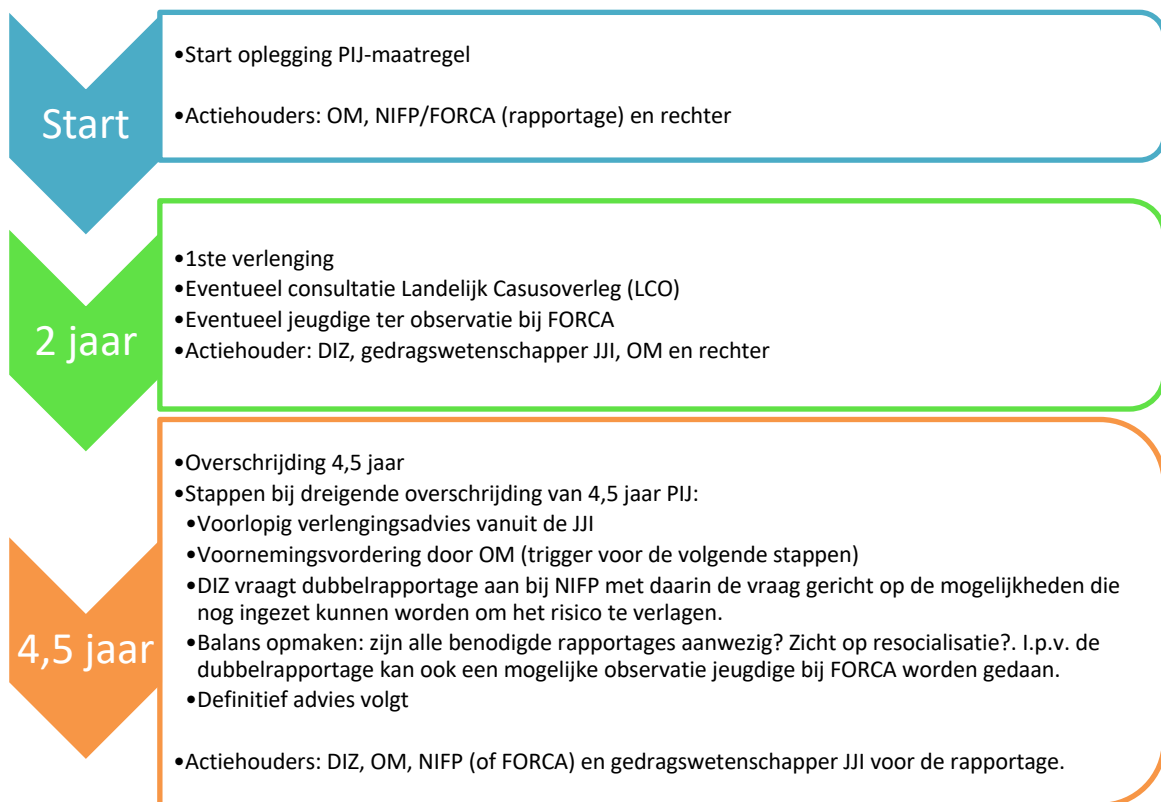 Start
•Start oplegging PIJ-maatregel
•Actiehouders: OM, NIFP/FORCA (rapportage) en rechter
2 jaar
•1ste verlenging
•Eventueel consultatie Landelijk Casusoverleg (LCO)
•Eventueel jeugdige ter observatie bij FORCA
•Actiehouder: DIZ, gedragswetenschapper JJI, OM en rechter
4,5 jaar
•Overschrijding 4,5 jaar
•Stappen bij dreigende overschrijding van 4,5 jaar PIJ:
•Voorlopig verlengingsadvies vanuit de JJI
•Voornemingsvordering door OM (trigger voor de volgende stappen)
•DIZ vraagt dubbelrapportage aan bij NIFP met daarin de vraag gericht op de mogelijkheden die
nog ingezet kunnen worden om het risico te verlagen.
•Balans opmaken: zijn alle benodigde rapportages aanwezig? Zicht op resocialisatie?. I.p.v. de
dubbelrapportage kan ook een mogelijke observatie jeugdige bij FORCA worden gedaan.
•Definitief advies volgt
•Actiehouders: DIZ, OM, NIFP (of FORCA) en gedragswetenschapper JJI voor de rapportage.